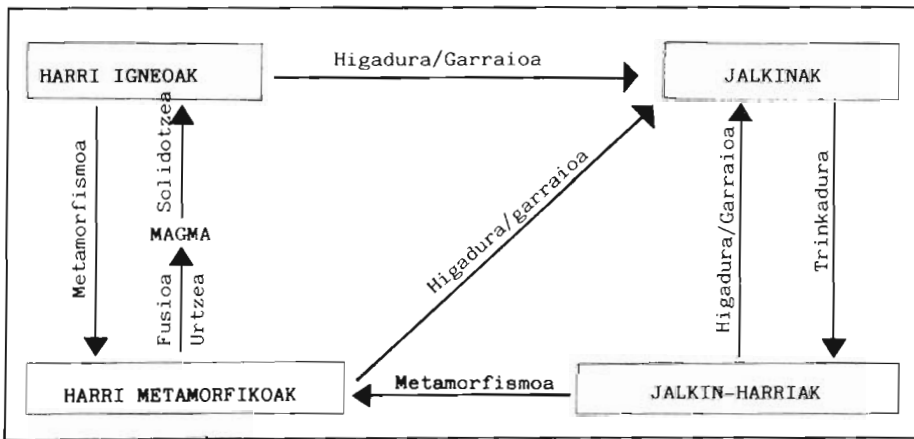 Higadura/Garraioa
HARRI IGNEOAK
JALKINAK
Metamorfismoa
Solidotzea
MAGMA
Fusioa
Urtzea
Higadura/garraioa
Higadura/Garraioa
Trinkadura
Metamorfismoa
HARRI METAMORFIKOAK
JALKIN-HARRIAK